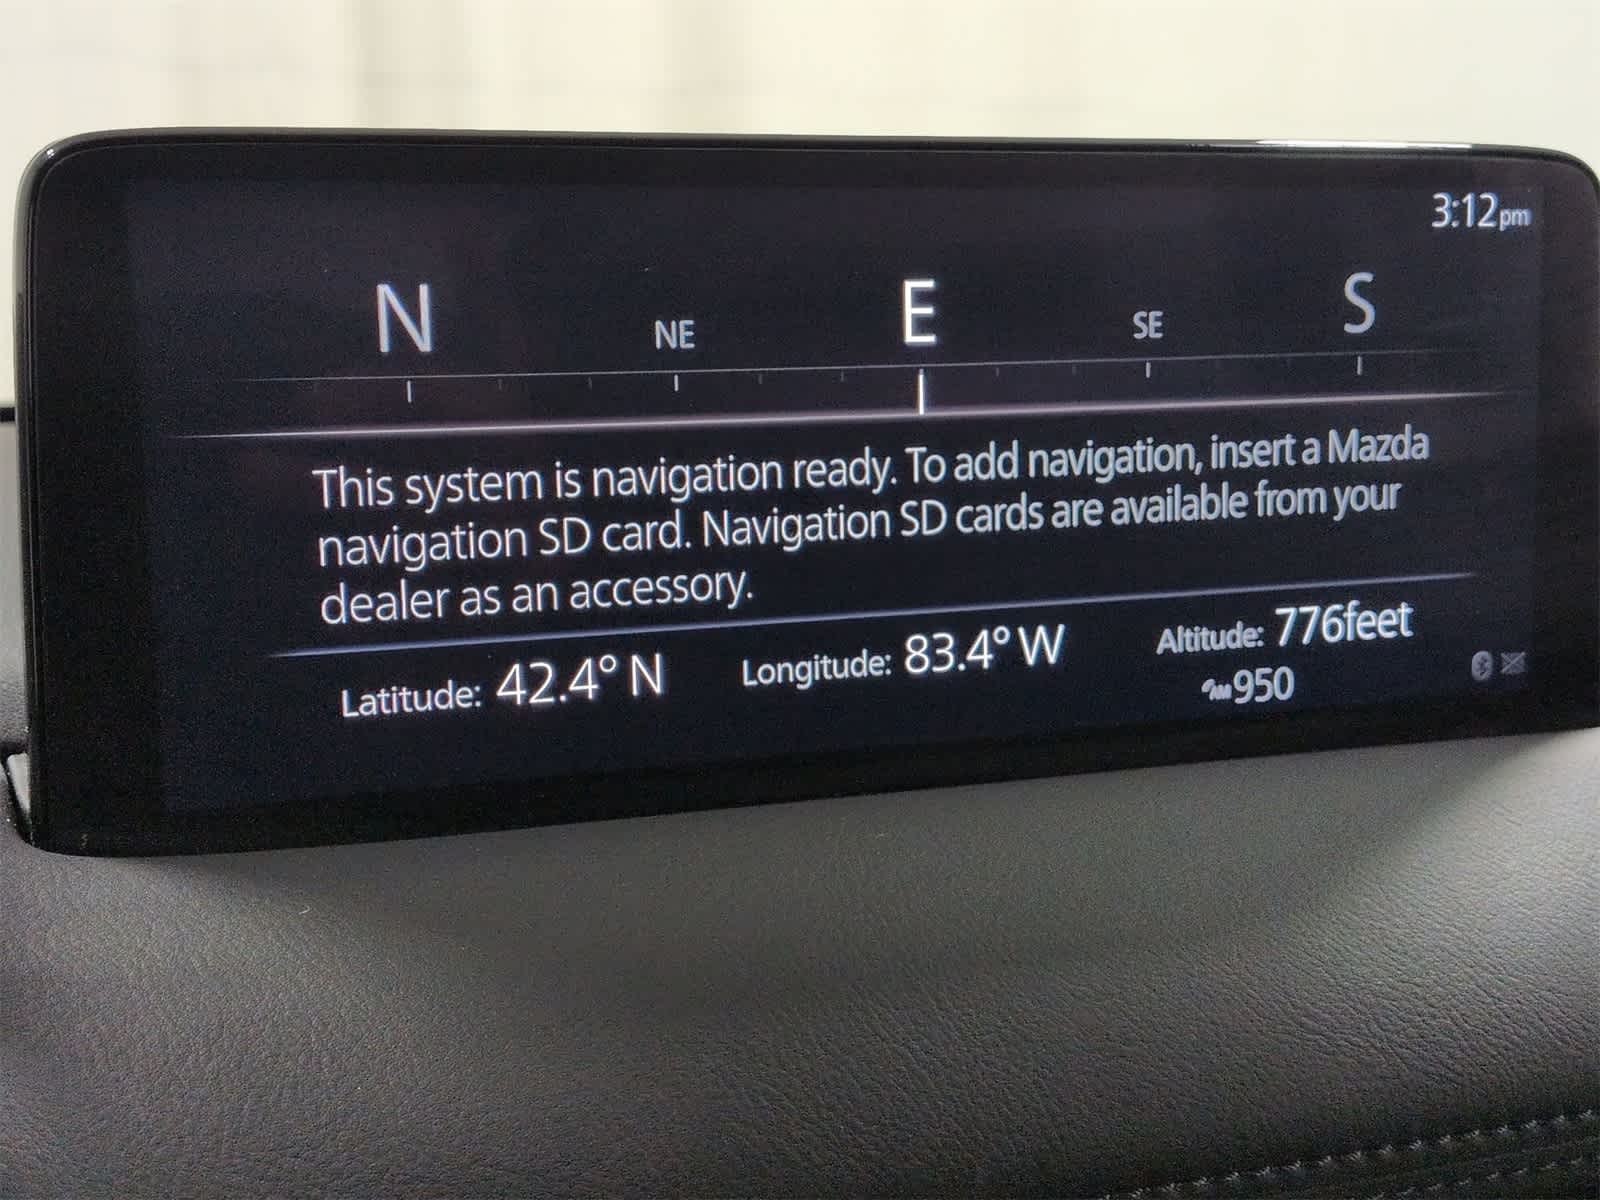 3:12pm
N NE E SE S
This system is navigation ready. To add navigation, insert a Mazda
navigation SD card. Navigation SD cards are available from your
dealer as an accessory.
Latitude: 42.4° N Longitude: 83.4° W Altitude: 776feet
AM 950